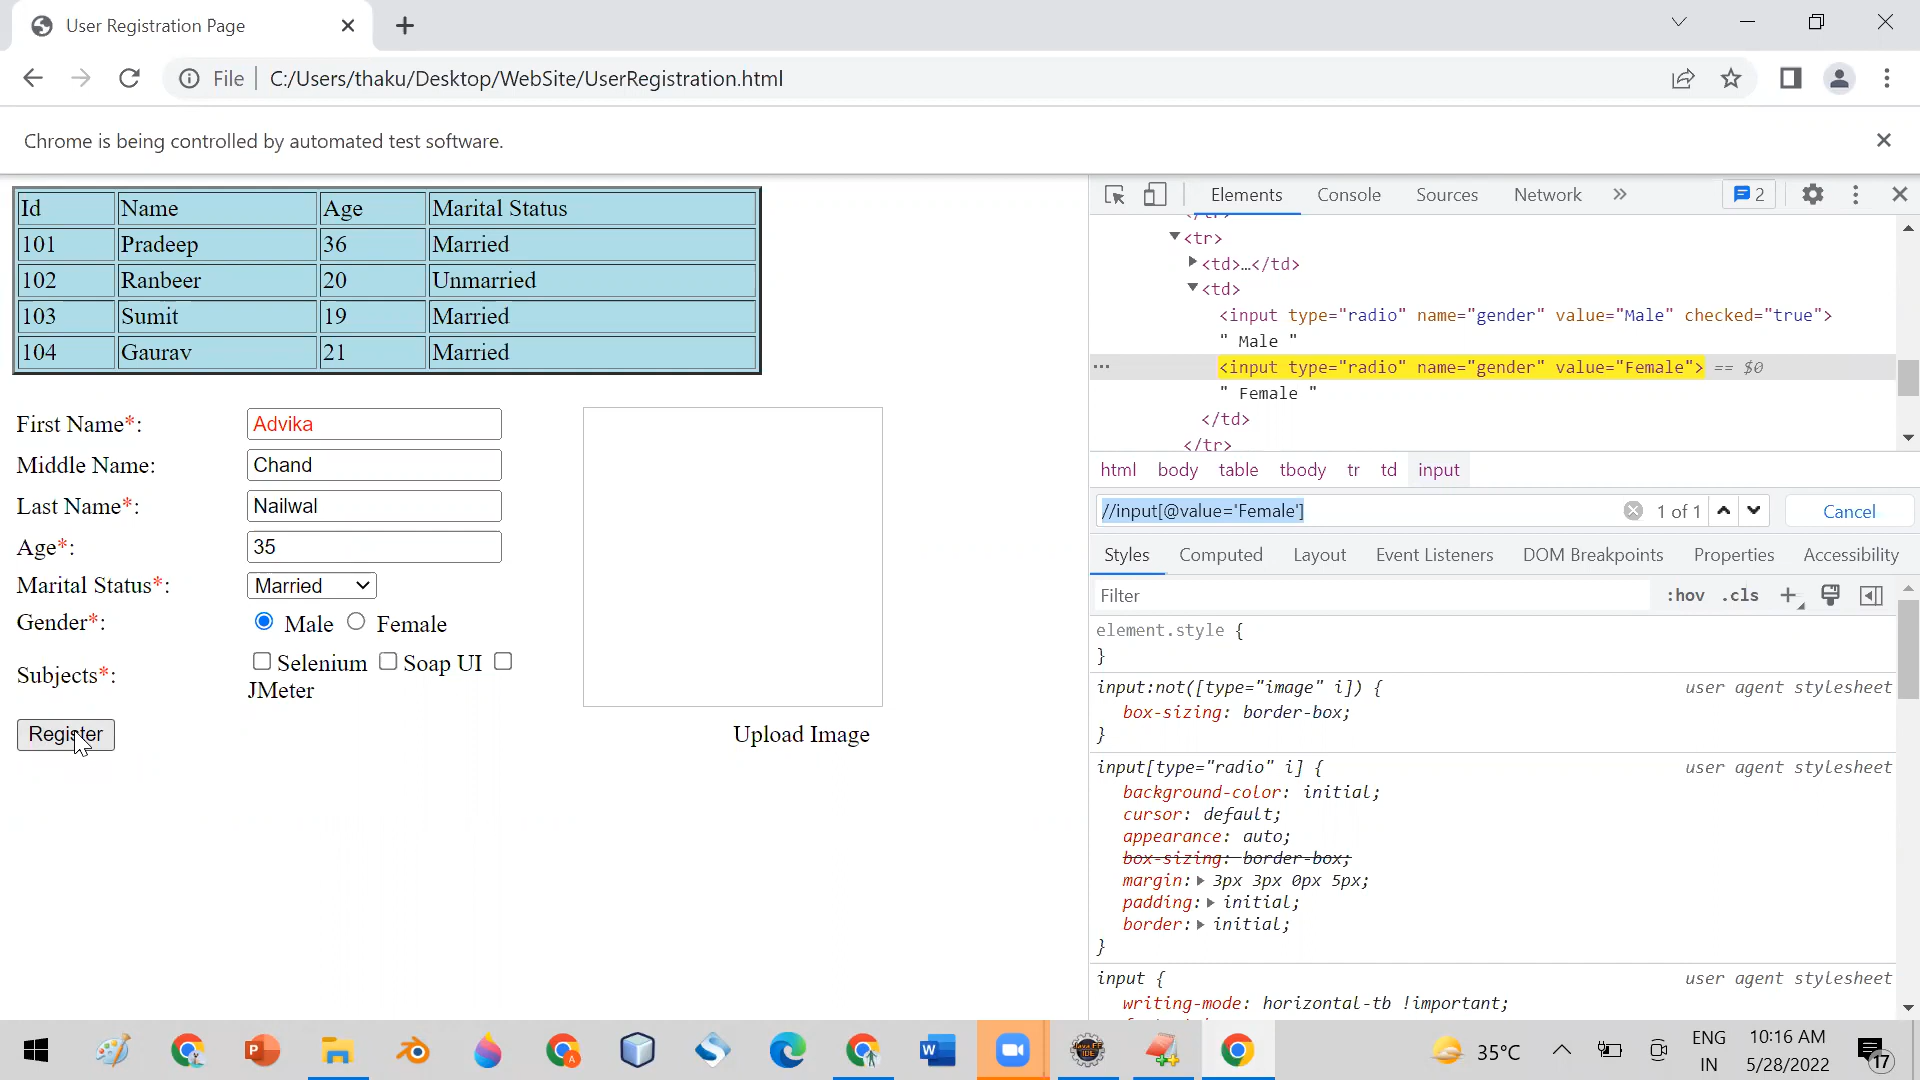 User Registration Page
File C:/Users/thaku/Desktop/WebSite/UserRegistration.html
Chrome is being controlled by automated test software.
Id Name Age Marital Status
101 Pradeep 36 Married
102 Ranbeer 20 Unmarried
103 Sumit 19 Married
104 Gaurav 21 Married
First Name*: Advika
Middle Name: Chand
Last Name*: Nailwal
Age*: 35
Marital Status*: Married
Gender*: Male Female
Subjects*: Selenium Soap UI
JMeter
Register
Upload Image
Elements Console Sources Network 2
<tr>
<td>…</td>
<td>
<input type="radio" name="gender" value="Male" checked="true">
" Male "
<input type="radio" name="gender" value="Female"> == $0
" Female "
</td>
</tr>
html body table tbody tr td input
//input[@value='Female'] 1 of 1 Cancel
Styles Computed Layout Event Listeners DOM Breakpoints Properties Accessibility
Filter :hov .cls
element.style {
}
input:not([type="image" i]) { user agent stylesheet
box-sizing: border-box;
}
input[type="radio" i] { user agent stylesheet
background-color: initial;
cursor: default;
appearance: auto;
box-sizing: border-box;
margin: 3px 3px 0px 5px;
padding: initial;
border: initial;
}
input { user agent stylesheet
writing-mode: horizontal-tb !important;
35°C ENG 10:16 AM
IN 5/28/2022 17